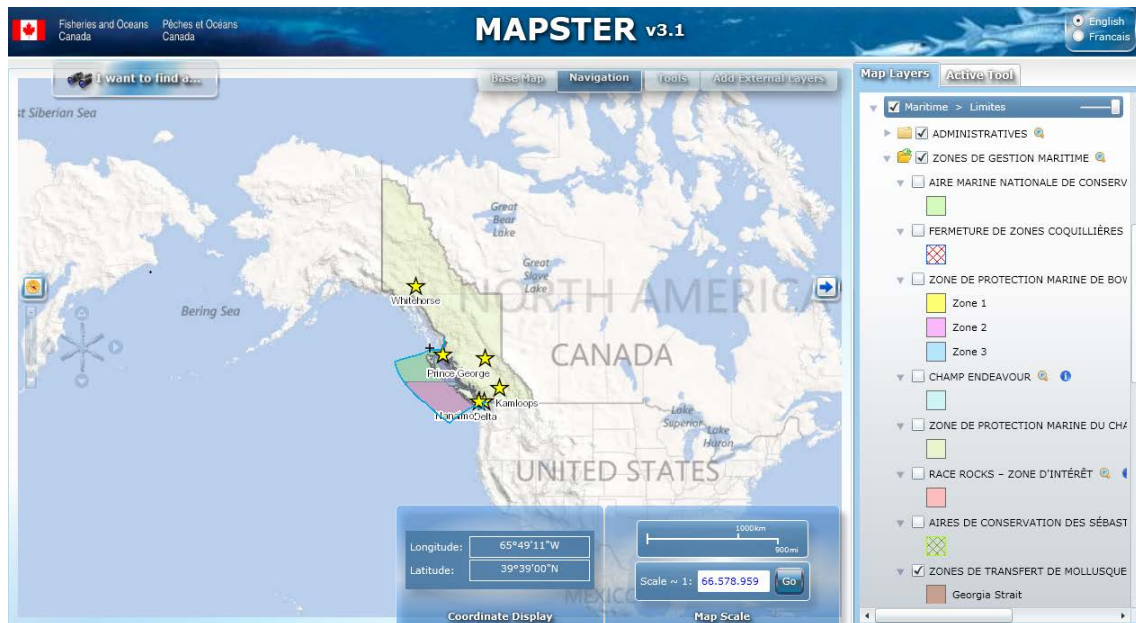 Fisheries and Oceans Pêches et Océans
Canada Canada
MAPSTER v3.1
English
Francais
I want to find a...
Base Map Navigation Tools Add External Layers
Map Layers Active Tool
st Siberian Sea
Great
Bear
Lake
Great
Slave
Lake
Whitehorse
NORTH AMERICA
Bering Sea
CANADA
Prince George
Kamloops
Nanaimo Delta
Lake
Superior
Lake
Huron
UNITED STATES
MEXICO
Longitude: 65°49'11"W
Latitude: 39°39'00"N
Coordinate Display
1000km
900mi
Scale ~ 1: 66.578.959 Go
Map Scale
Maritime > Limites
ADMINISTRATIVES
ZONES DE GESTION MARITIME
AIRE MARINE NATIONALE DE CONSERV
FERMETURE DE ZONES COQUILLIÈRES
ZONE DE PROTECTION MARINE DE BOW
Zone 1
Zone 2
Zone 3
CHAMP ENDEAVOUR
ZONE DE PROTECTION MARINE DU CHA
RACE ROCKS – ZONE D'INTÉRÊT
AIRES DE CONSERVATION DES SÉBAST
ZONES DE TRANSFERT DE MOLLUSQUE
Georgia Strait